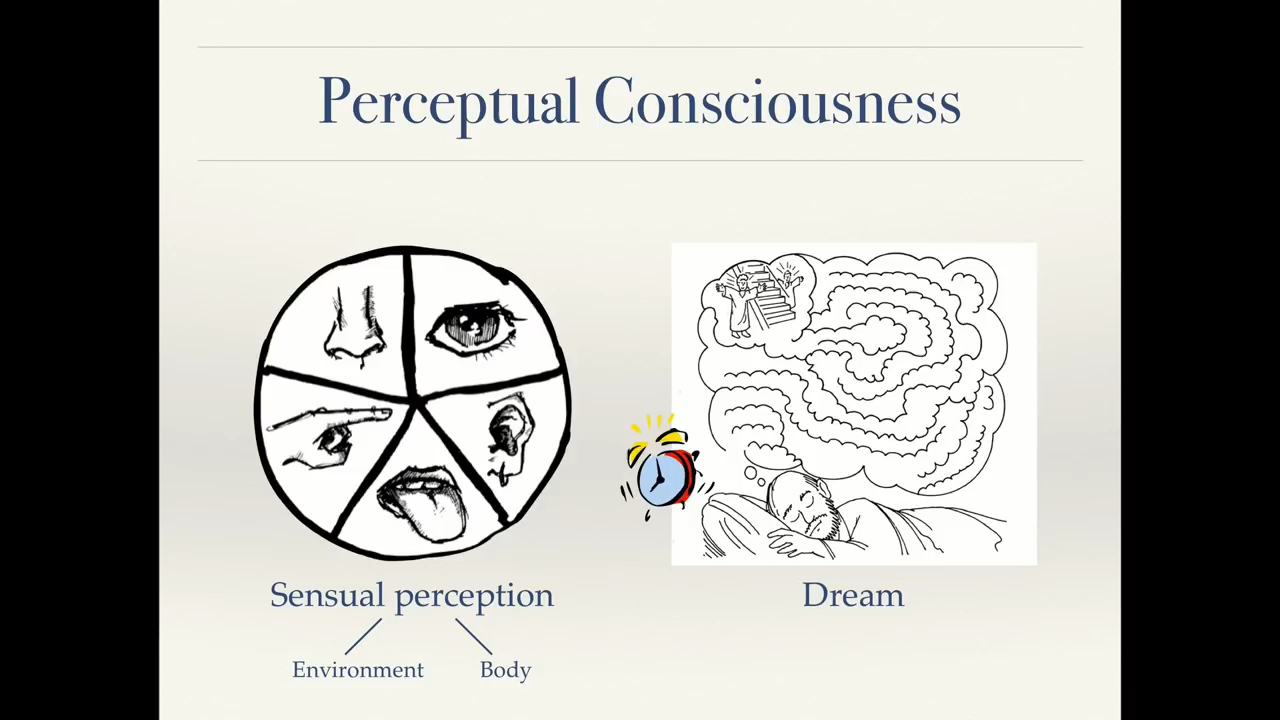 Perceptual Consciousness
Sensual perception
Dream
Environment
Body